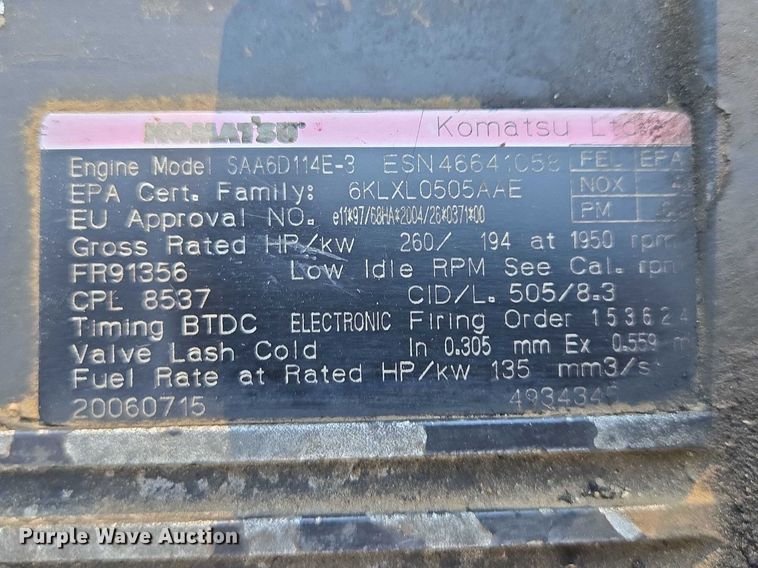 KOMATSU Komatsu Ltd.
Engine Model SAA6D114E-3 ESN46641058 FEL EPA
EPA Cert. Family: 6KLXL0505AAE NOX
EU Approval NO. e11*97/68HA*2004/26*0371*00 PM
Gross Rated HP/kw 260/ 194 at 1950 rpm
FR91356 Low Idle RPM See Cal. rpm
CPL 8537 CID/L. 505/8.3
Timing BTDC ELECTRONIC Firing Order 153624
Valve Lash Cold In 0.305 mm Ex 0.559 m
Fuel Rate at Rated HP/kw 135 mm3/st
20060715
Purple Wave Auction